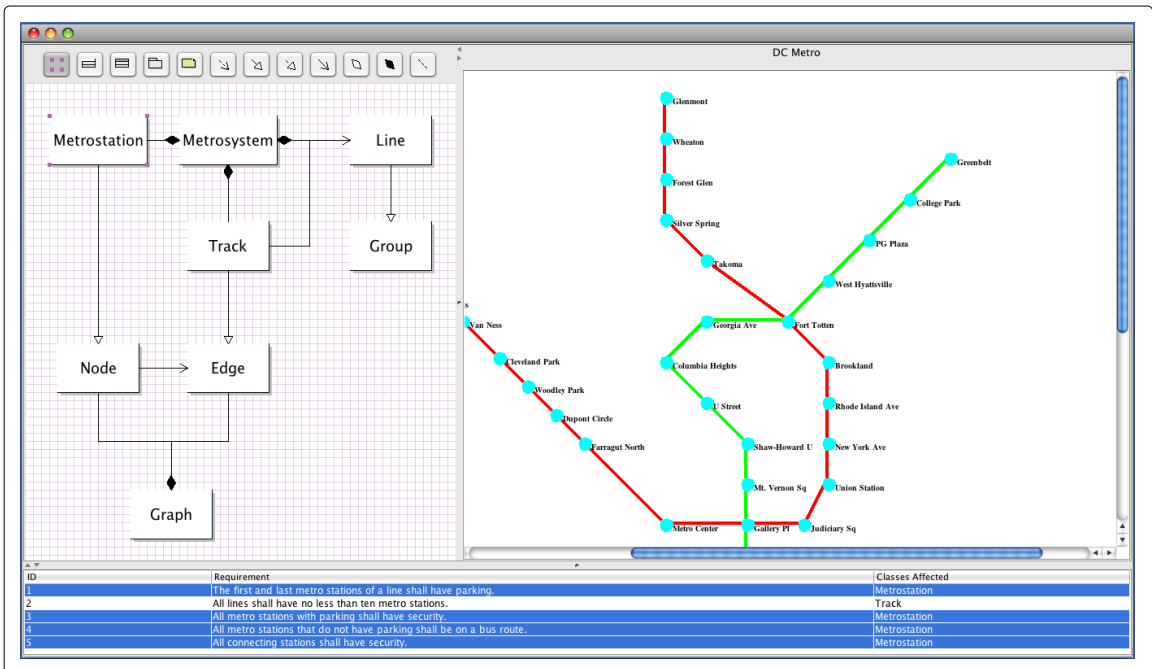 DC Metro
Metrostation
Metrosystem
Line
Track
Group
Node
Edge
Graph
Glenmont
Wheaton
Forest Glen
Silver Spring
Takoma
Greenbelt
College Park
PG Plaza
West Hyattsville
s
Van Ness
Georgia Ave
Fort Totten
Cleveland Park
Columbia Heights
Brookland
Woodley Park
U Street
Rhode Island Ave
Dupont Circle
Farragut North
Shaw-Howard U
New York Ave
Mt. Vernon Sq
Union Station
Metro Center
Gallery Pl
Judiciary Sq
ID Requirement Classes Affected
1 The first and last metro stations of a line shall have parking. Metrostation
2 All lines shall have no less than ten metro stations. Track
3 All metro stations with parking shall have security. Metrostation
4 All metro stations that do not have parking shall be on a bus route. Metrostation
5 All connecting stations shall have security. Metrostation